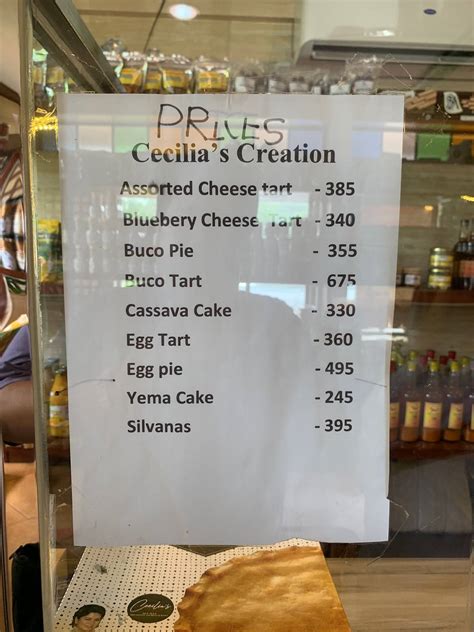 PRICES
Cecilia's Creation
Assorted Cheese tart - 385
Bluebery Cheese Tart - 340
Buco Pie - 355
Buco Tart - 675
Cassava Cake - 330
Egg Tart - 360
Egg pie - 495
Yema Cake - 245
Silvanas - 395
Cecilia's